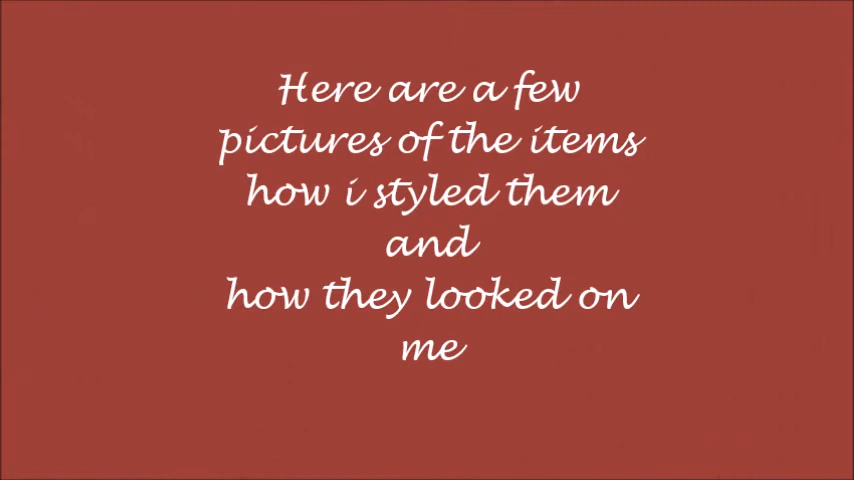 Here are a few
pictures of the items
how i styled them
and
how they looked on
me